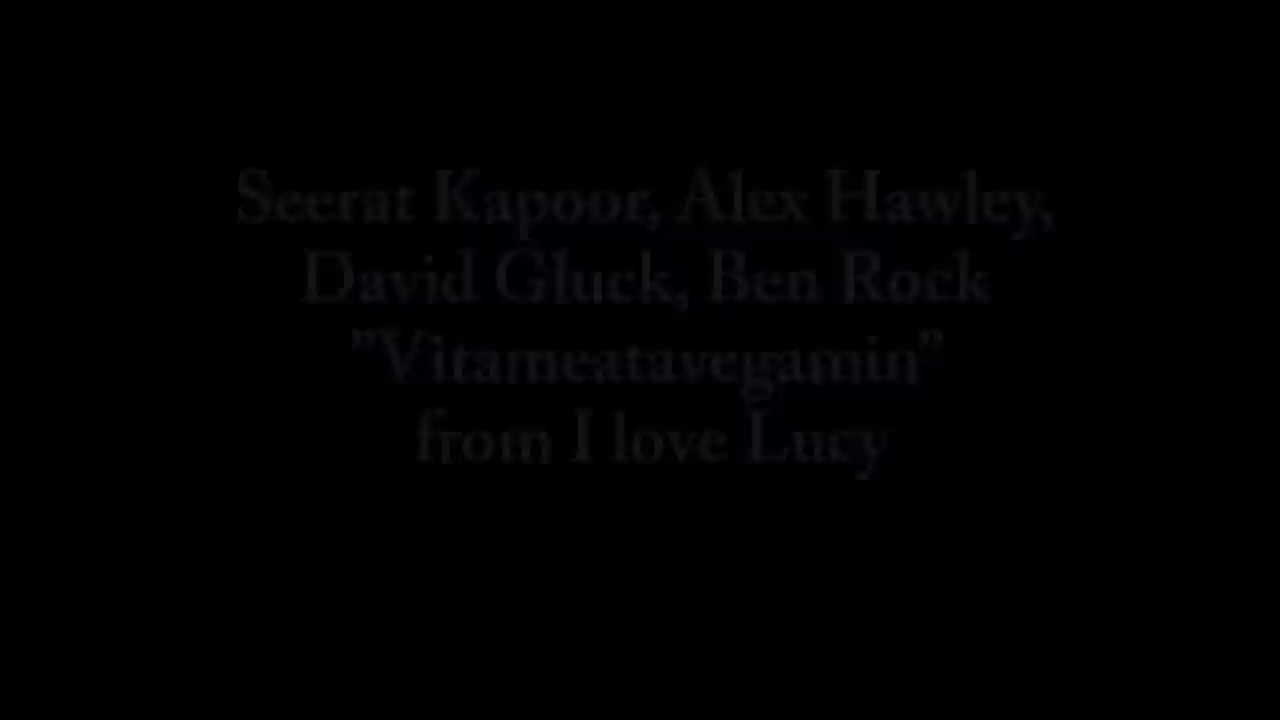 Seerat Kapoor, Alex Hawley,
David Gluck, Ben Rock
"Vitameatavegamin"
from I love Lucy